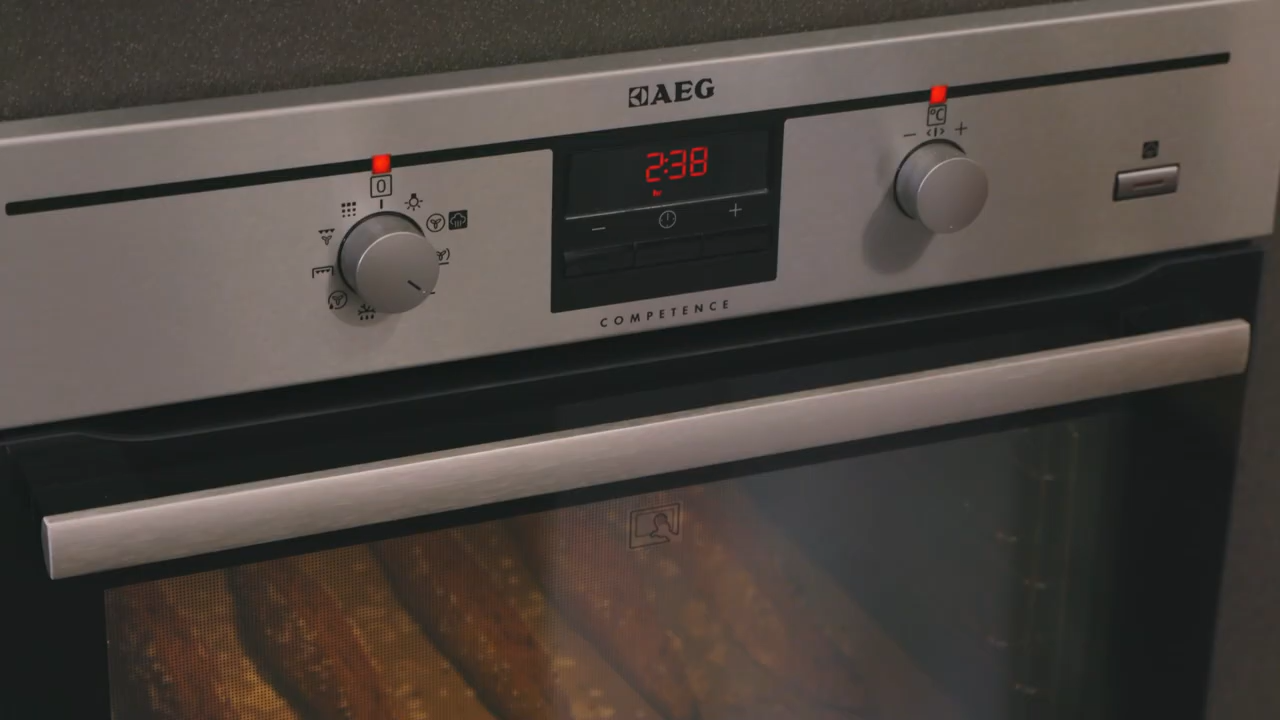 AEG
0
2:38
°C
− <|> +
− +
COMPETENCE